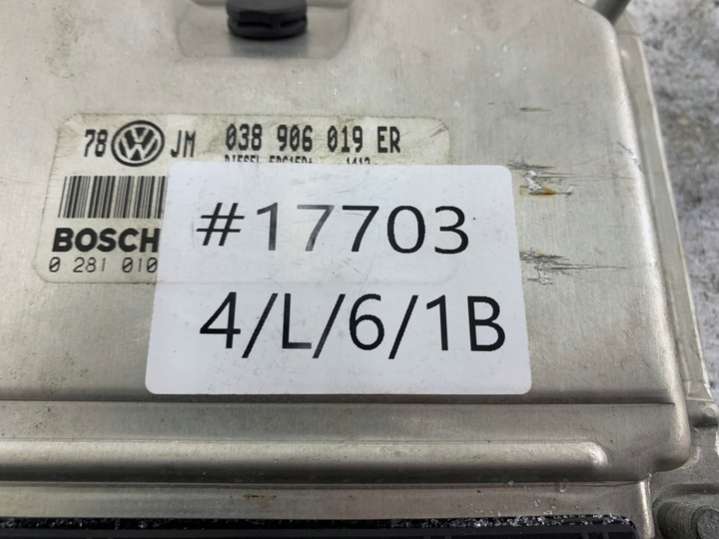 78 JM 038 906 019 ER
#17703
BOSCH
0 281 010
4/L/6/1B